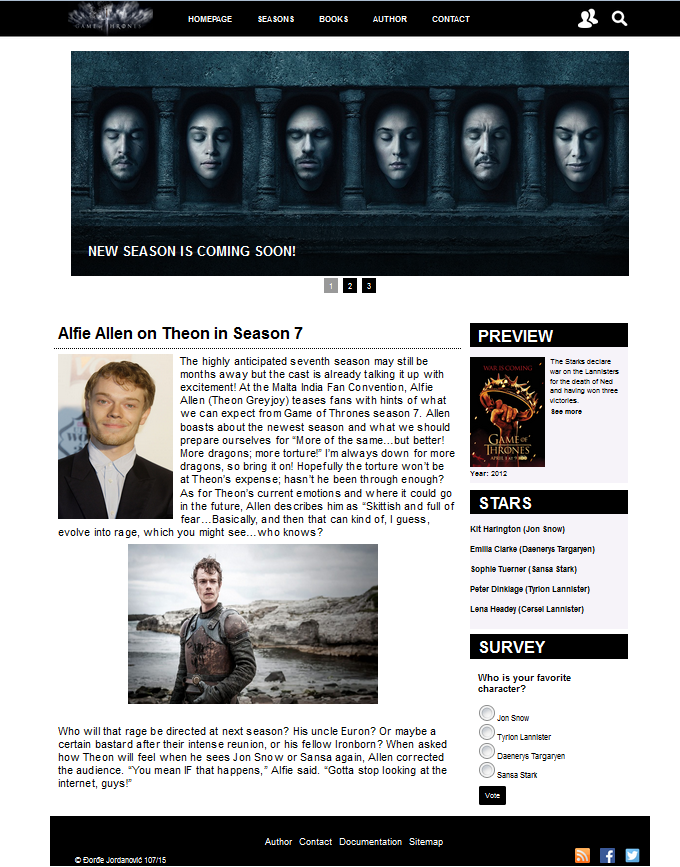 GAME OF THRONES
HOMEPAGE SEASONS BOOKS AUTHOR CONTACT
NEW SEASON IS COMING SOON!
1 2 3
Alfie Allen on Theon in Season 7
The highly anticipated seventh season may still be
months away but the cast is already talking it up with
excitement! At the Malta India Fan Convention, Alfie
Allen (Theon Greyjoy) teases fans with hints of what
we can expect from Game of Thrones season 7. Allen
boasts about the newest season and what we should
prepare ourselves for “More of the same…but better!
More dragons; more torture!” I’m always down for more
dragons, so bring it on! Hopefully the torture won’t be
at Theon’s expense; hasn’t he been through enough?
As for Theon’s current emotions and where it could go
in the future, Allen describes him as “Skittish and full of
fear…Basically, and then that can kind of, I guess,
evolve into rage, which you might see…who knows?
Who will that rage be directed at next season? His uncle Euron? Or maybe a
certain bastard after their intense reunion, or his fellow Ironborn? When asked
how Theon will feel when he sees Jon Snow or Sansa again, Allen corrected
the audience. “You mean IF that happens,” Alfie said. “Gotta stop looking at the
internet, guys!”
PREVIEW
WAR IS COMING
GAME OF
THRONES
APRIL 1 HBO
The Starks declare
war on the Lannisters
for the death of Ned
and having won three
victories.
See more
Year: 2012
STARS
Kit Harington (Jon Snow)
Emilia Clarke (Daenerys Targaryen)
Sophie Tuerner (Sansa Stark)
Peter Dinklage (Tyrion Lannister)
Lena Headey (Cersei Lannister)
SURVEY
Who is your favorite
character?
Jon Snow
Tyrion Lannister
Daenerys Targaryen
Sansa Stark
Vote
Author Contact Documentation Sitemap
© Đorđe Jordanović 107/15